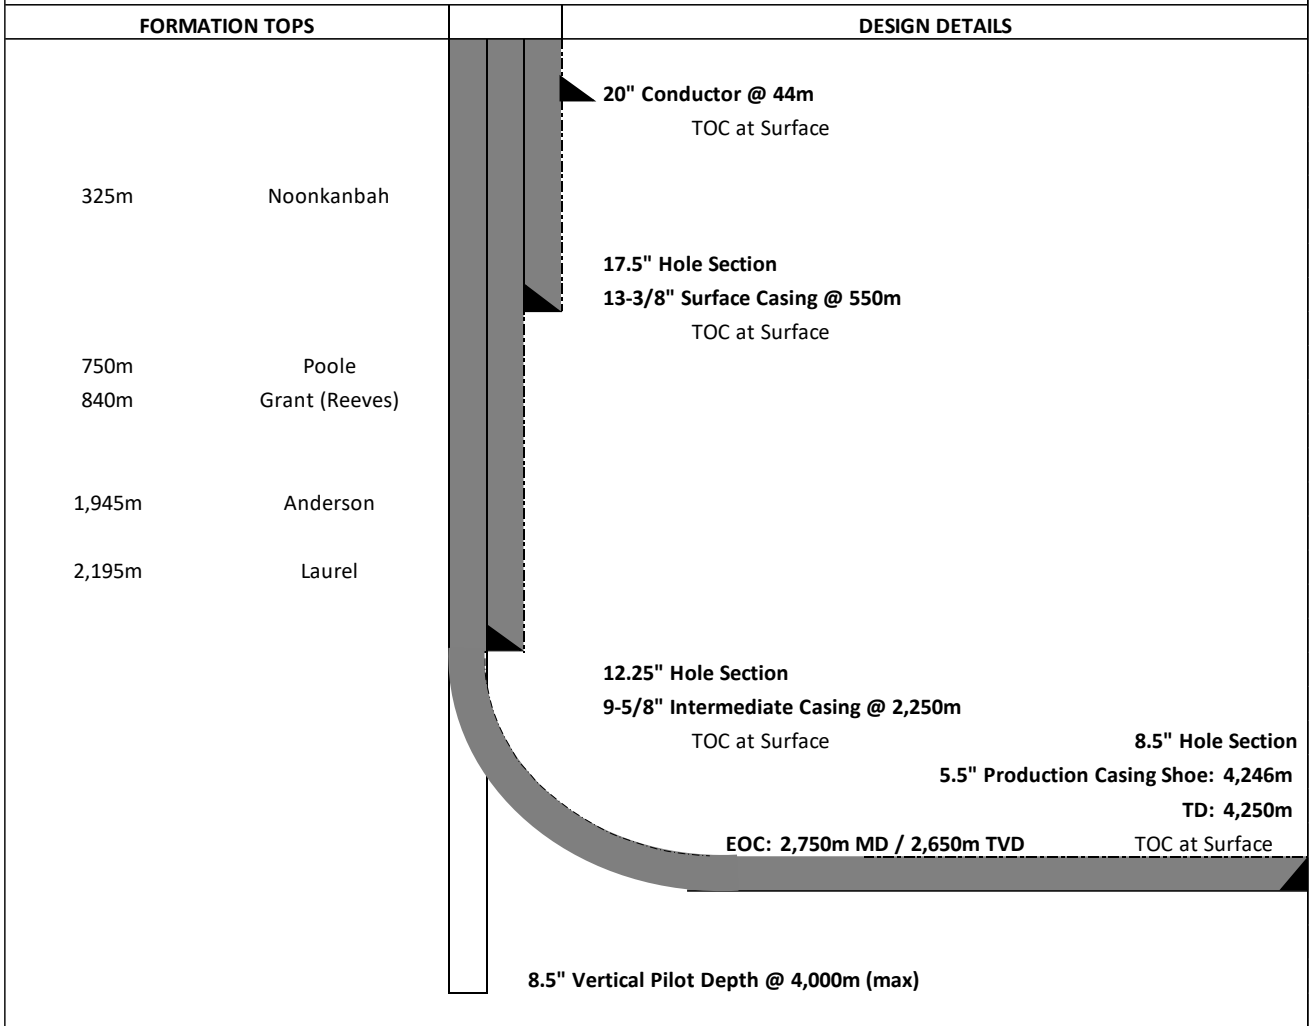 FORMATION TOPS
DESIGN DETAILS
20" Conductor @ 44m
TOC at Surface
325m Noonkanbah
17.5" Hole Section
13-3/8" Surface Casing @ 550m
TOC at Surface
750m Poole
840m Grant (Reeves)
1,945m Anderson
2,195m Laurel
12.25" Hole Section
9-5/8" Intermediate Casing @ 2,250m
TOC at Surface
8.5" Hole Section
5.5" Production Casing Shoe: 4,246m
TD: 4,250m
EOC: 2,750m MD / 2,650m TVD
TOC at Surface
8.5" Vertical Pilot Depth @ 4,000m (max)